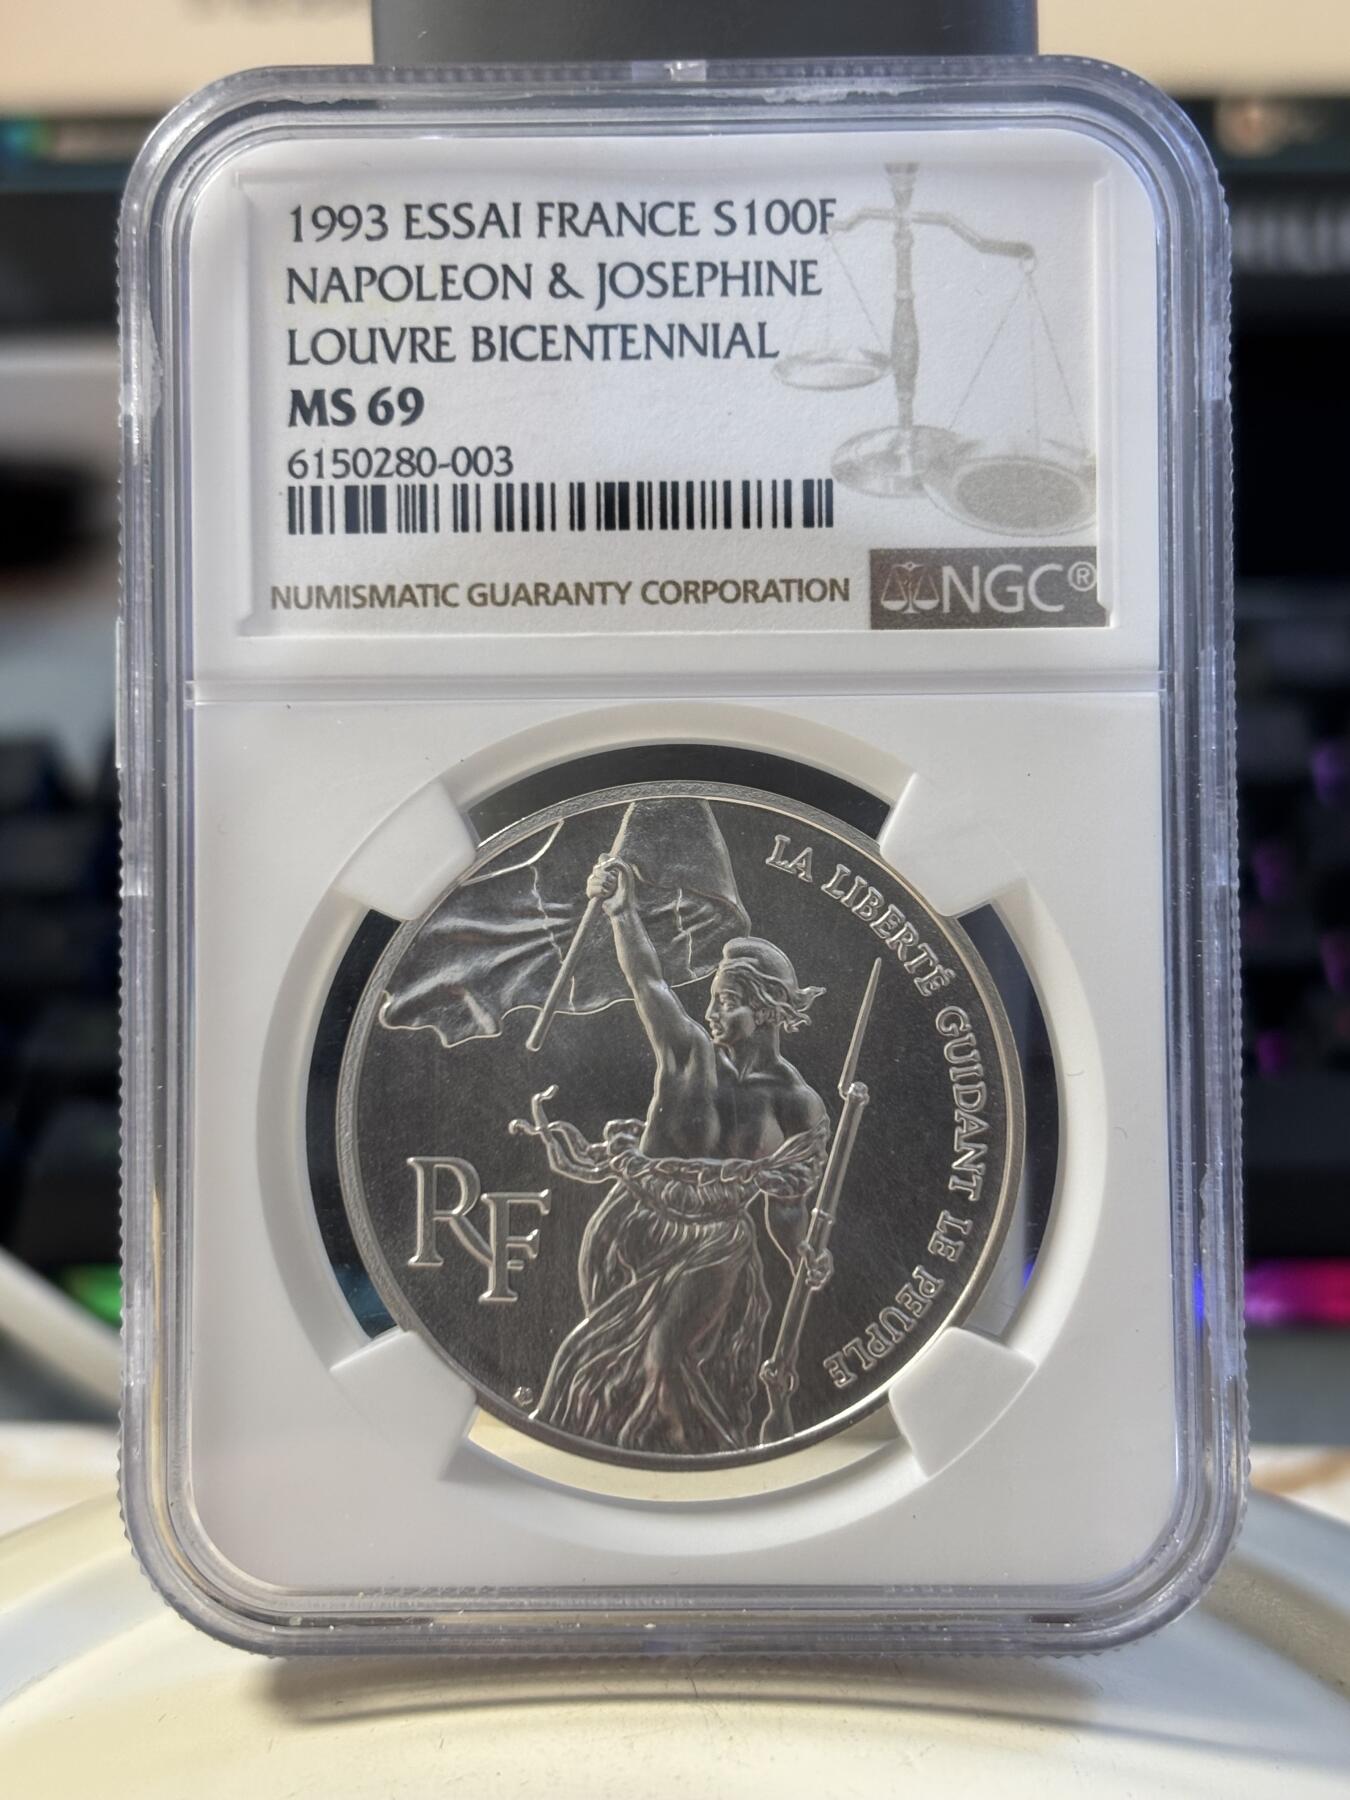 1993 ESSAI FRANCE S100F
NAPOLEON & JOSEPHINE
LOUVRE BICENTENNIAL
MS 69
6150280-003
NUMISMATIC GUARANTY CORPORATION
NGC®
LA LIBERTÉ GUIDANT LE PEUPLE
RF